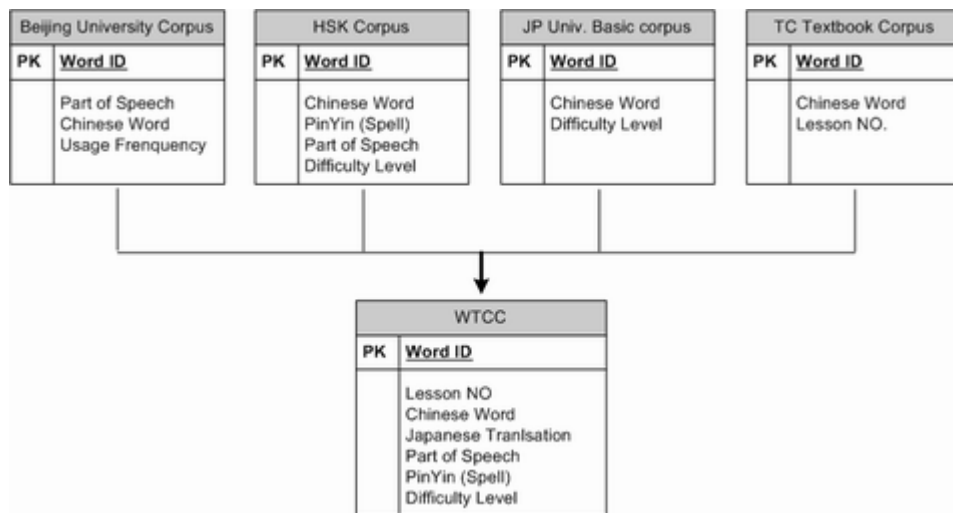 Beijing University Corpus
PK Word ID
Part of Speech
Chinese Word
Usage Frenquency
HSK Corpus
PK Word ID
Chinese Word
PinYin (Spell)
Part of Speech
Difficulty Level
JP Univ. Basic corpus
PK Word ID
Chinese Word
Difficulty Level
TC Textbook Corpus
PK Word ID
Chinese Word
Lesson NO.
WTCC
PK Word ID
Lesson NO
Chinese Word
Japanese Tranlsation
Part of Speech
PinYin (Spell)
Difficulty Level